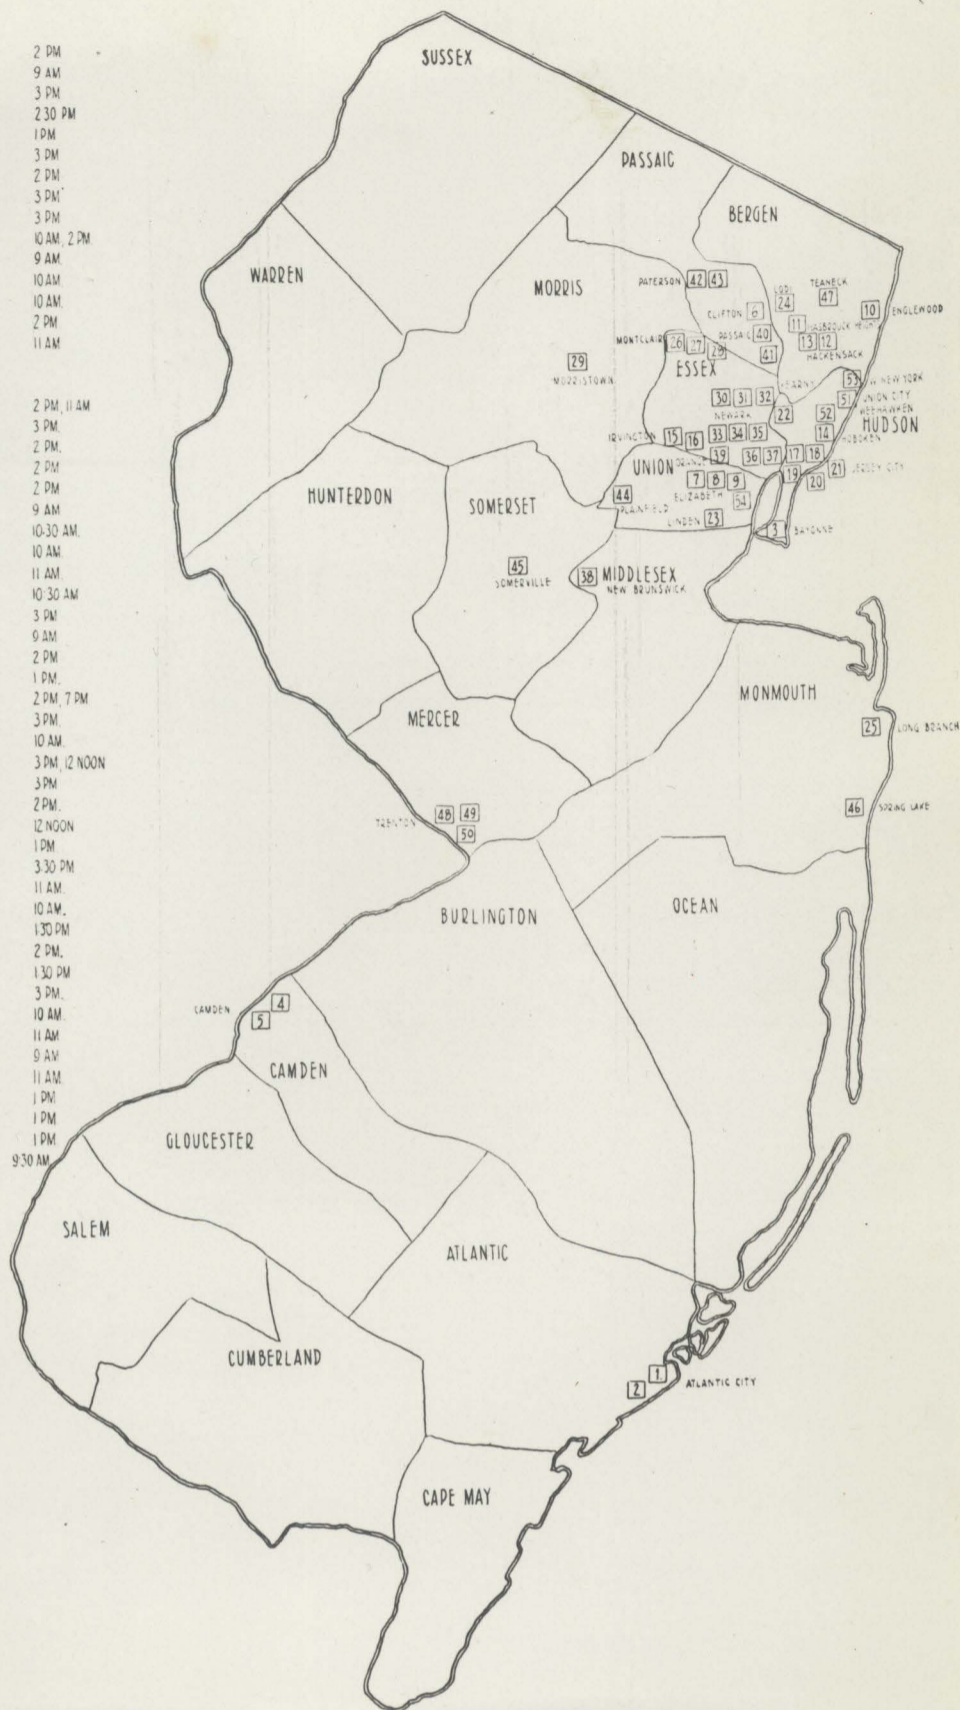 2 PM
9 AM
3 PM
2 30 PM
1 PM
3 PM
2 PM
3 PM
3 PM
10 AM, 2 PM
9 AM
10 AM
10 AM.
2 PM
11 AM
2 PM, 11 AM
3 PM.
2 PM.
2 PM
2 PM
9 AM
10-30 AM.
10 AM.
11 AM.
10:30 AM
3 PM
9 AM
2 PM
1 PM.
2 PM, 7 PM
3 PM.
10 AM.
3 PM, 12 NOON
3 PM
2 PM.
12 NOON
1 PM
3.30 PM
11 AM.
10 AM.
1:30 PM
2 PM.
1 30 PM
3 PM.
10 AM.
11 AM
9 AM
11 AM
1 PM
1 PM
1 PM
9:30 AM
SUSSEX
PASSAIC
BERGEN
WARREN
MORRIS
PATERSON 42 43
LODI
24
TEANECK
47
CLIFTON 6
10 ENGLEWOOD
11 HASBROUCK HEIGHTS
PASSAIC 40
13 12
HACKENSACK
MONTCLAIR 26 27 28
41
ESSEX
29
MORRISTOWN
KEARNY
53 W. NEW YORK
51 UNION CITY
30 31 32
NEWARK
22
52 WEEHAWKEN
HUDSON
14 HOBOKEN
IRVINGTON 15 16 33 34 35
UNION
ORANGE 39 36 37 17 18
19 20 21 JERSEY CITY
7 8 9
ELIZABETH
54
44
PLAINFIELD
LINDEN 23
3 BAYONNE
HUNTERDON
SOMERSET
45
SOMERVILLE
38 MIDDLESEX
NEW BRUNSWICK
MONMOUTH
MERCER
25 LONG BRANCH
46 SPRING LAKE
TRENTON 48 49
50
BURLINGTON
OCEAN
CAMDEN 4
5
CAMDEN
GLOUCESTER
SALEM
ATLANTIC
CUMBERLAND
1
2
ATLANTIC CITY
CAPE MAY